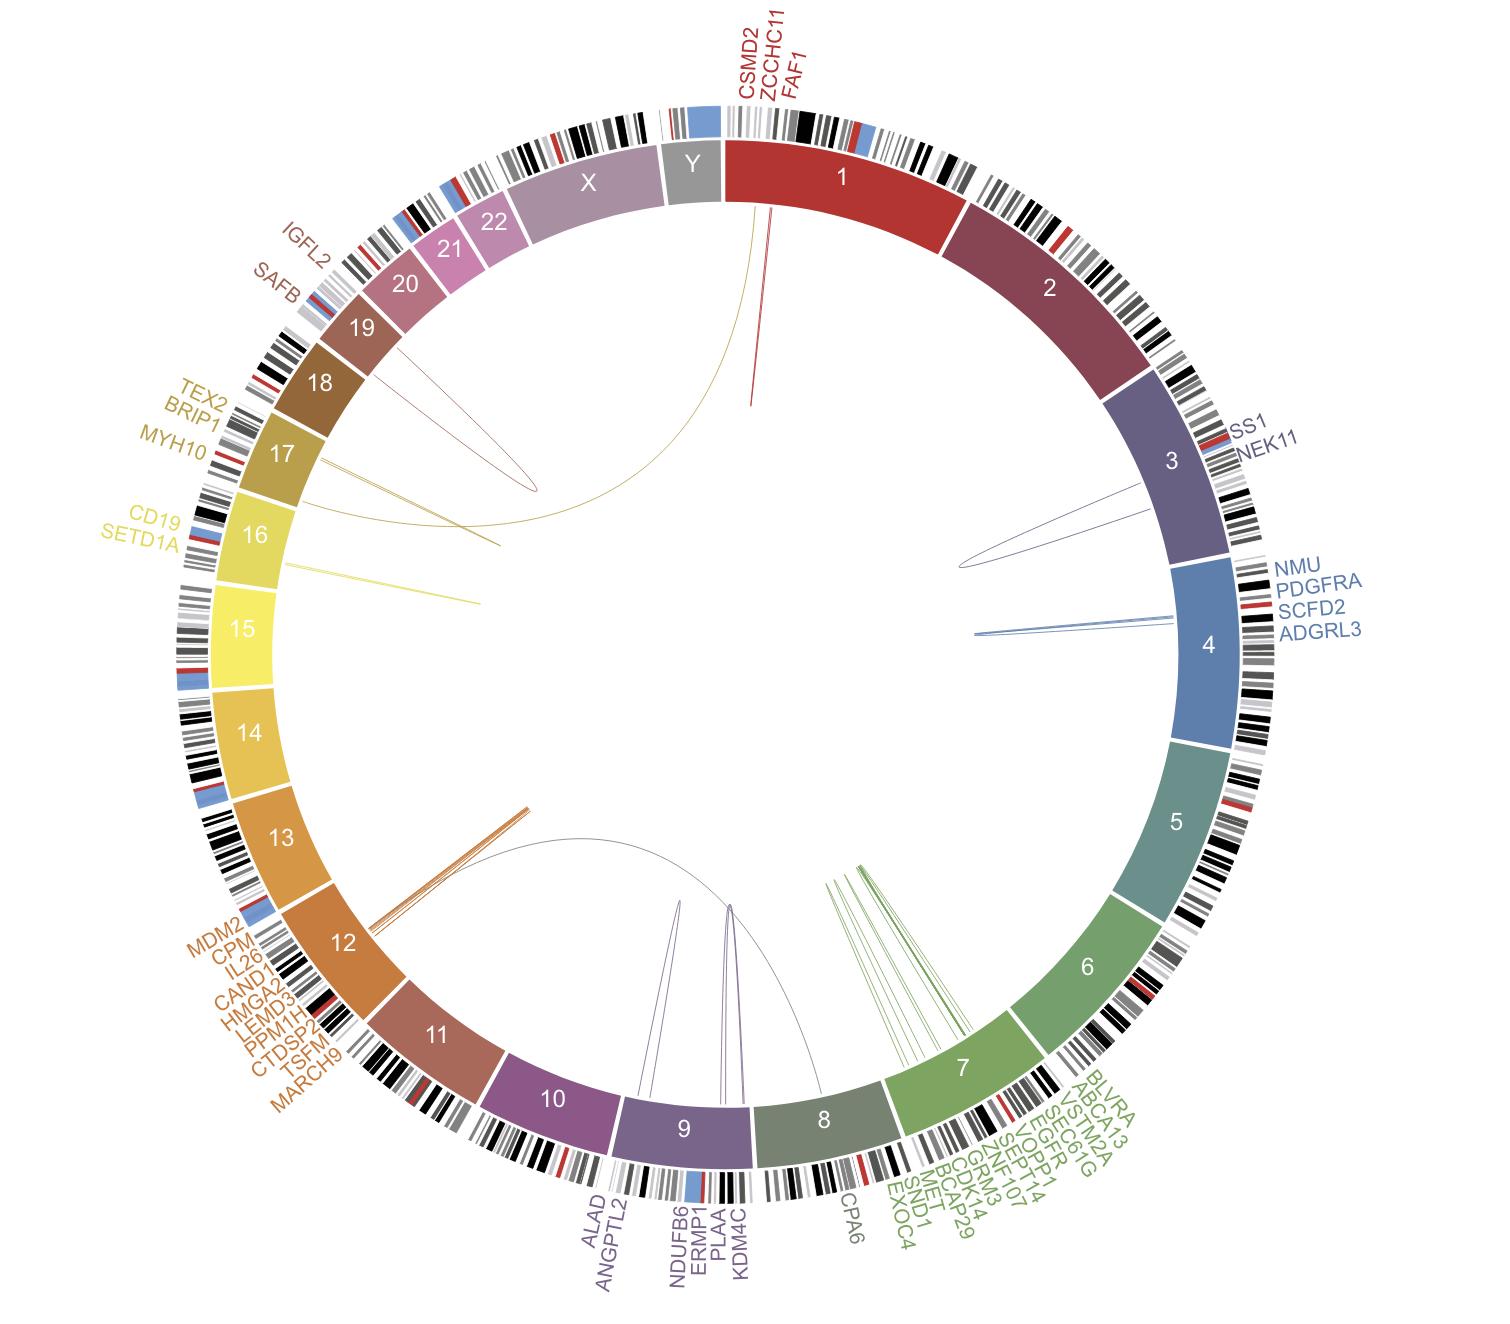 CSMD2
ZCCHC11
FAF1
1
2
3
4
5
6
7
8
9
10
11
12
13
14
15
16
17
18
19
20
21
22
X
Y
SS1
NEK11
NMU
PDGFRA
SCFD2
ADGRL3
BLVRA
ABCA13
VSTM2A
SEC61G
EGFR
VOPP1
SEPT14
ZNF107
GRM3
CDK14
BCAP29
MET
SND1
EXOC4
CPA6
KDM4C
PLAA
ERMP1
NDUFB6
ANGPTL2
ALAD
MARCH9
TSFM
CTDSP2
PPM1H
LEMD3
HMGA2
CAND1
IL26
CPM
MDM2
SETD1A
CD19
MYH10
BRIP1
TEX2
SAFB
IGFL2